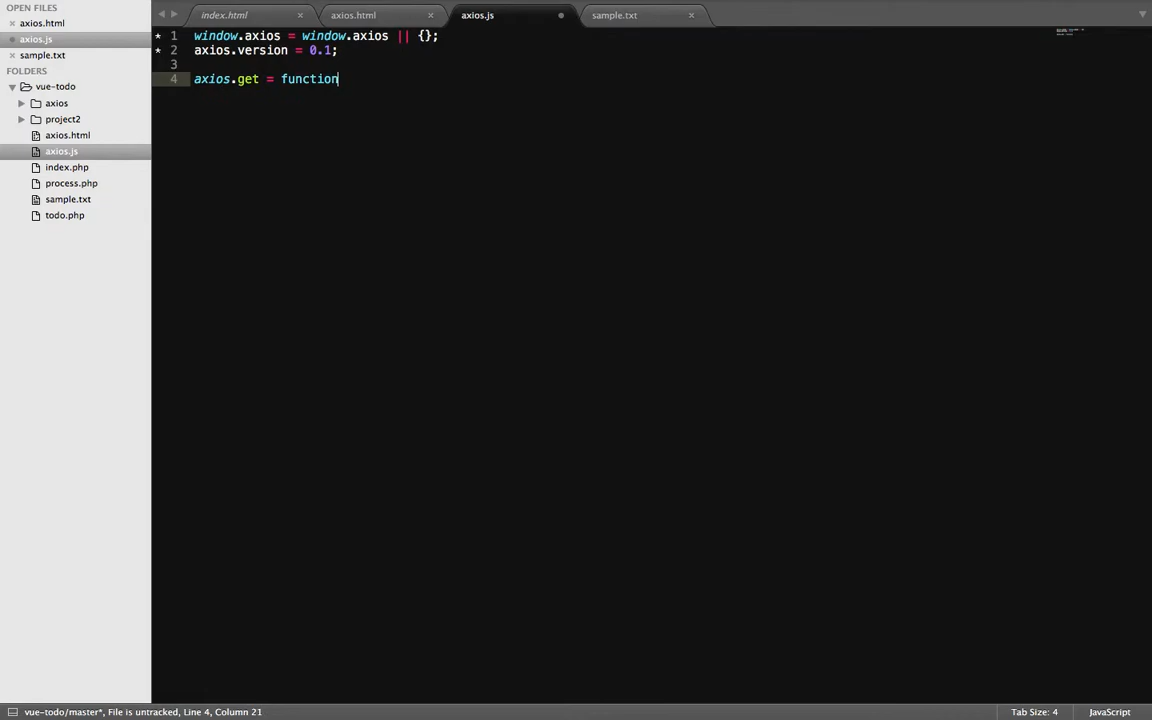 OPEN FILES
axios.html
axios.js
sample.txt
FOLDERS
vue-todo
axios
project2
axios.html
axios.js
index.php
process.php
sample.txt
todo.php
index.html
axios.html
axios.js
sample.txt
1 window.axios = window.axios || {};
2 axios.version = 0.1;
3
4 axios.get = function
vue-todo/master*, File is untracked, Line 4, Column 21
Tab Size: 4
JavaScript